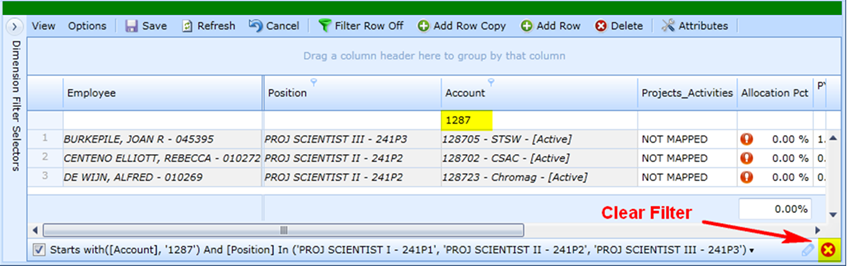 View Options Save Refresh Cancel Filter Row Off Add Row Copy Add Row Delete Attributes
Dimension Filter Selectors
Drag a column header here to group by that column
Employee Position Account Projects_Activities Allocation Pct
1287
1 BURKEPILE, JOAN R - 045395 PROJ SCIENTIST III - 241P3 128705 - STSW - [Active] NOT MAPPED 0.00 % 1.
2 CENTENO ELLIOTT, REBECCA - 010272 PROJ SCIENTIST II - 241P2 128702 - CSAC - [Active] NOT MAPPED 0.00 % 0.
3 DE WIJN, ALFRED - 010269 PROJ SCIENTIST II - 241P2 128723 - Chromag - [Active] NOT MAPPED 0.00 % 0.
0.00%
Clear Filter
Starts with([Account], '1287') And [Position] In ('PROJ SCIENTIST I - 241P1', 'PROJ SCIENTIST II - 241P2', 'PROJ SCIENTIST III - 241P3')